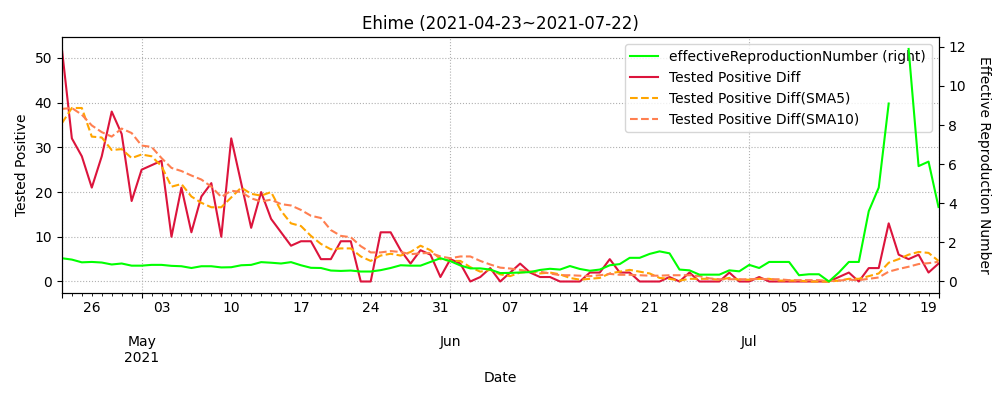 Ehime (2021-04-23~2021-07-22)
effectiveReproductionNumber (right)
Tested Positive Diff
Tested Positive Diff(SMA5)
Tested Positive Diff(SMA10)
Tested Positive
50
40
30
20
10
0
12
10
8
6
4
2
0
Effective Reproduction Number
26 03 10 17 24 31 07 14 21 28 05 12 19
May Jun Jul
2021
Date